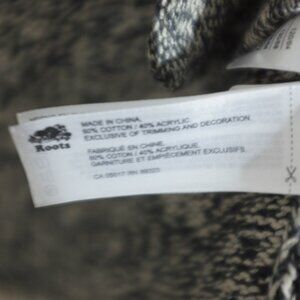 Roots
MADE IN CHINA.
60% COTTON / 40% ACRYLIC.
EXCLUSIVE OF TRIMMING AND DECORATION.
FABRIQUÉ EN CHINE.
60% COTON / 40% ACRYLIQUE.
GARNITURE ET EMPIÈCEMENT EXCLUSIFS.